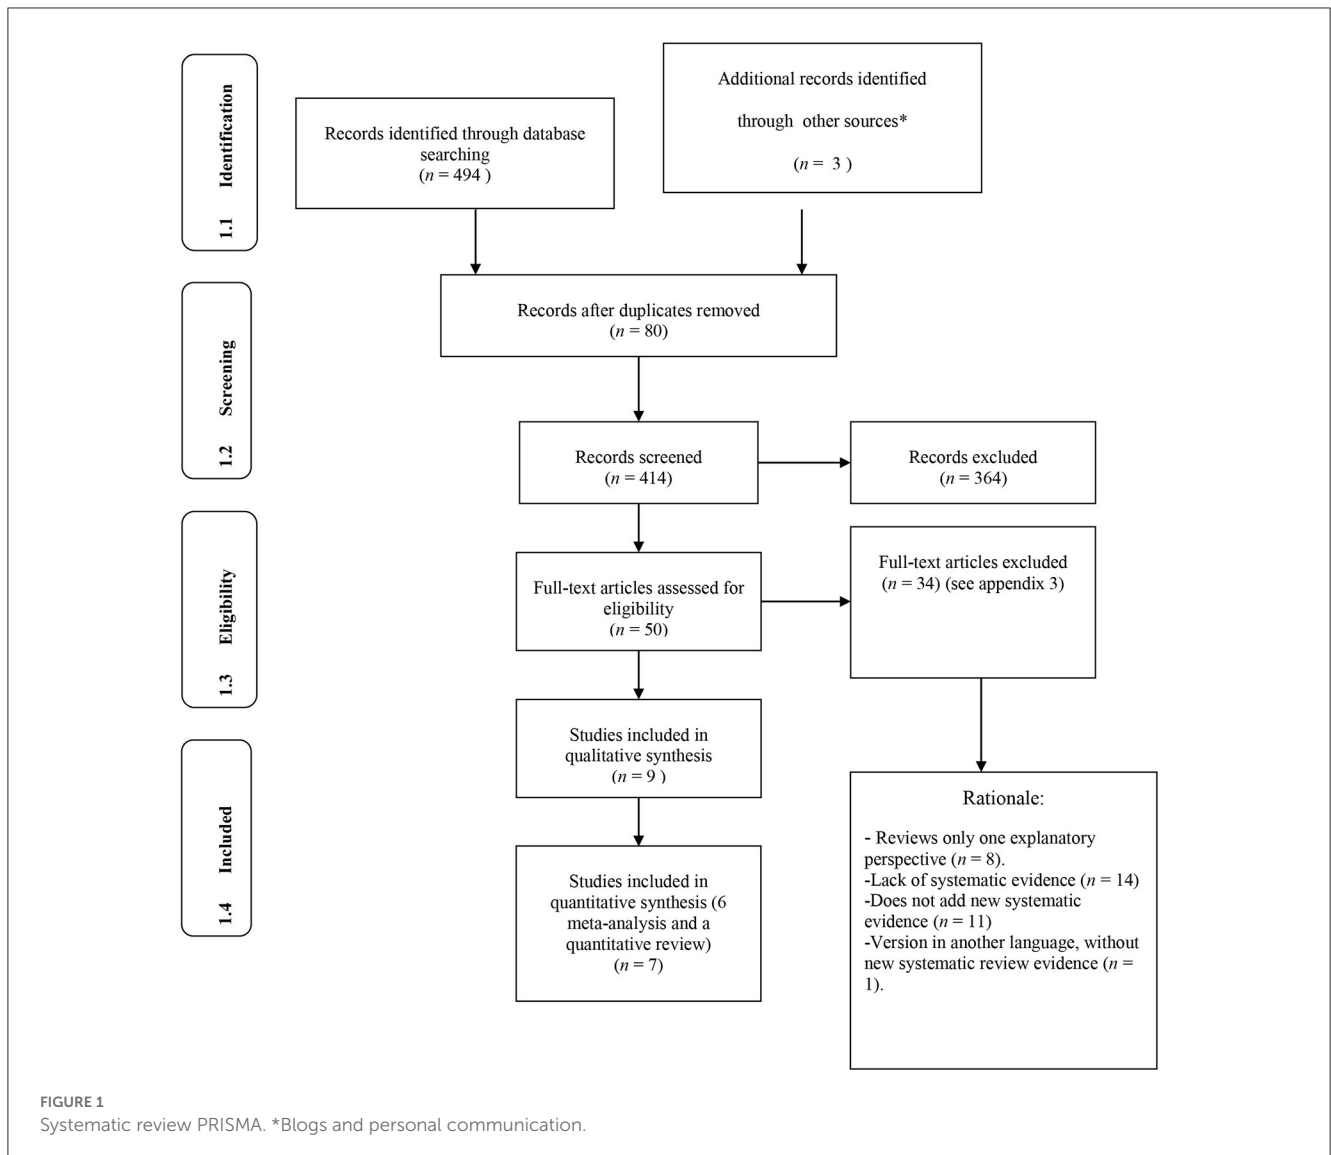 1.1 Identification
Records identified through database
searching
(n = 494 )
Additional records identified
through other sources*
(n = 3 )
Records after duplicates removed
(n = 80)
1.2 Screening
Records screened
(n = 414)
Records excluded
(n = 364)
1.3 Eligibility
Full-text articles assessed for
eligibility
(n = 50)
Full-text articles excluded
(n = 34) (see appendix 3)
Studies included in
qualitative synthesis
(n = 9 )
1.4 Included
Studies included in
quantitative synthesis (6
meta-analysis and a
quantitative review)
(n = 7)
Rationale:
- Reviews only one explanatory
perspective (n = 8).
-Lack of systematic evidence (n = 14)
-Does not add new systematic
evidence (n = 11)
-Version in another language, without
new systematic review evidence (n =
1).
FIGURE 1
Systematic review PRISMA. *Blogs and personal communication.